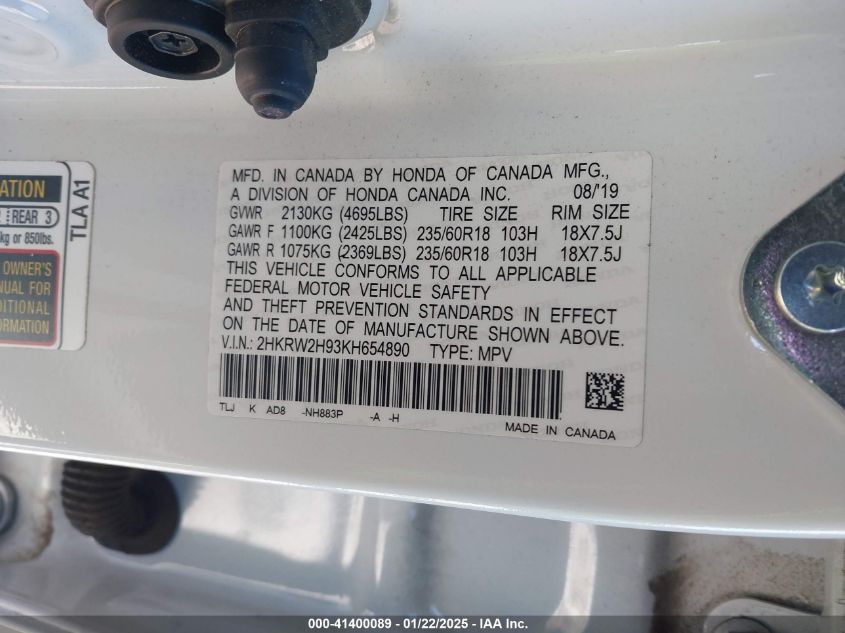 ATION
REAR 3
kg or 850lbs.
OWNER'S
NUAL FOR
DITIONAL
FORMATION
TLA A1
MFD. IN CANADA BY HONDA OF CANADA MFG.,
A DIVISION OF HONDA CANADA INC. 08/'19
GVWR 2130KG (4695LBS) TIRE SIZE RIM SIZE
GAWR F 1100KG (2425LBS) 235/60R18 103H 18X7.5J
GAWR R 1075KG (2369LBS) 235/60R18 103H 18X7.5J
THIS VEHICLE CONFORMS TO ALL APPLICABLE
FEDERAL MOTOR VEHICLE SAFETY
AND THEFT PREVENTION STANDARDS IN EFFECT
ON THE DATE OF MANUFACTURE SHOWN ABOVE.
V.I.N.: 2HKRW2H93KH654890 TYPE: MPV
TLJ K AD8 -NH883P -A -H
MADE IN CANADA
000-41400089 - 01/22/2025 - IAA, Inc.